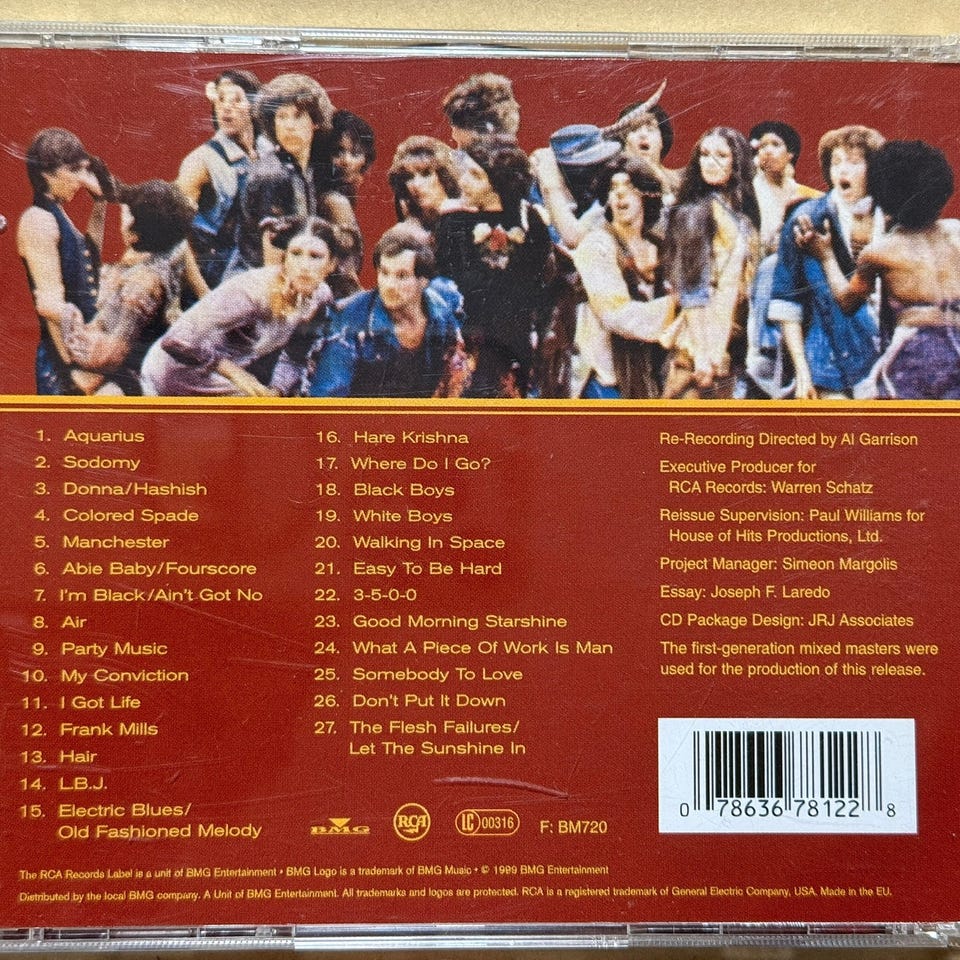 1. Aquarius
2. Sodomy
3. Donna/Hashish
4. Colored Spade
5. Manchester
6. Abie Baby/Fourscore
7. I'm Black/Ain't Got No
8. Air
9. Party Music
10. My Conviction
11. I Got Life
12. Frank Mills
13. Hair
14. L.B.J.
15. Electric Blues/
Old Fashioned Melody
16. Hare Krishna
17. Where Do I Go?
18. Black Boys
19. White Boys
20. Walking In Space
21. Easy To Be Hard
22. 3-5-0-0
23. Good Morning Starshine
24. What A Piece Of Work Is Man
25. Somebody To Love
26. Don't Put It Down
27. The Flesh Failures/
Let The Sunshine In
Re-Recording Directed by Al Garrison
Executive Producer for
RCA Records: Warren Schatz
Reissue Supervision: Paul Williams for
House of Hits Productions, Ltd.
Project Manager: Simeon Margolis
Essay: Joseph F. Laredo
CD Package Design: JRJ Associates
The first-generation mixed masters were
used for the production of this release.
0 78636 78122 8
BMG RCA LC 00316 F: BM720
The RCA Records Label is a unit of BMG Entertainment • BMG Logo is a trademark of BMG Music • © 1999 BMG Entertainment
Distributed by the local BMG company. A Unit of BMG Entertainment. All trademarks and logos are protected. RCA is a registered trademark of General Electric Company, USA. Made in the EU.